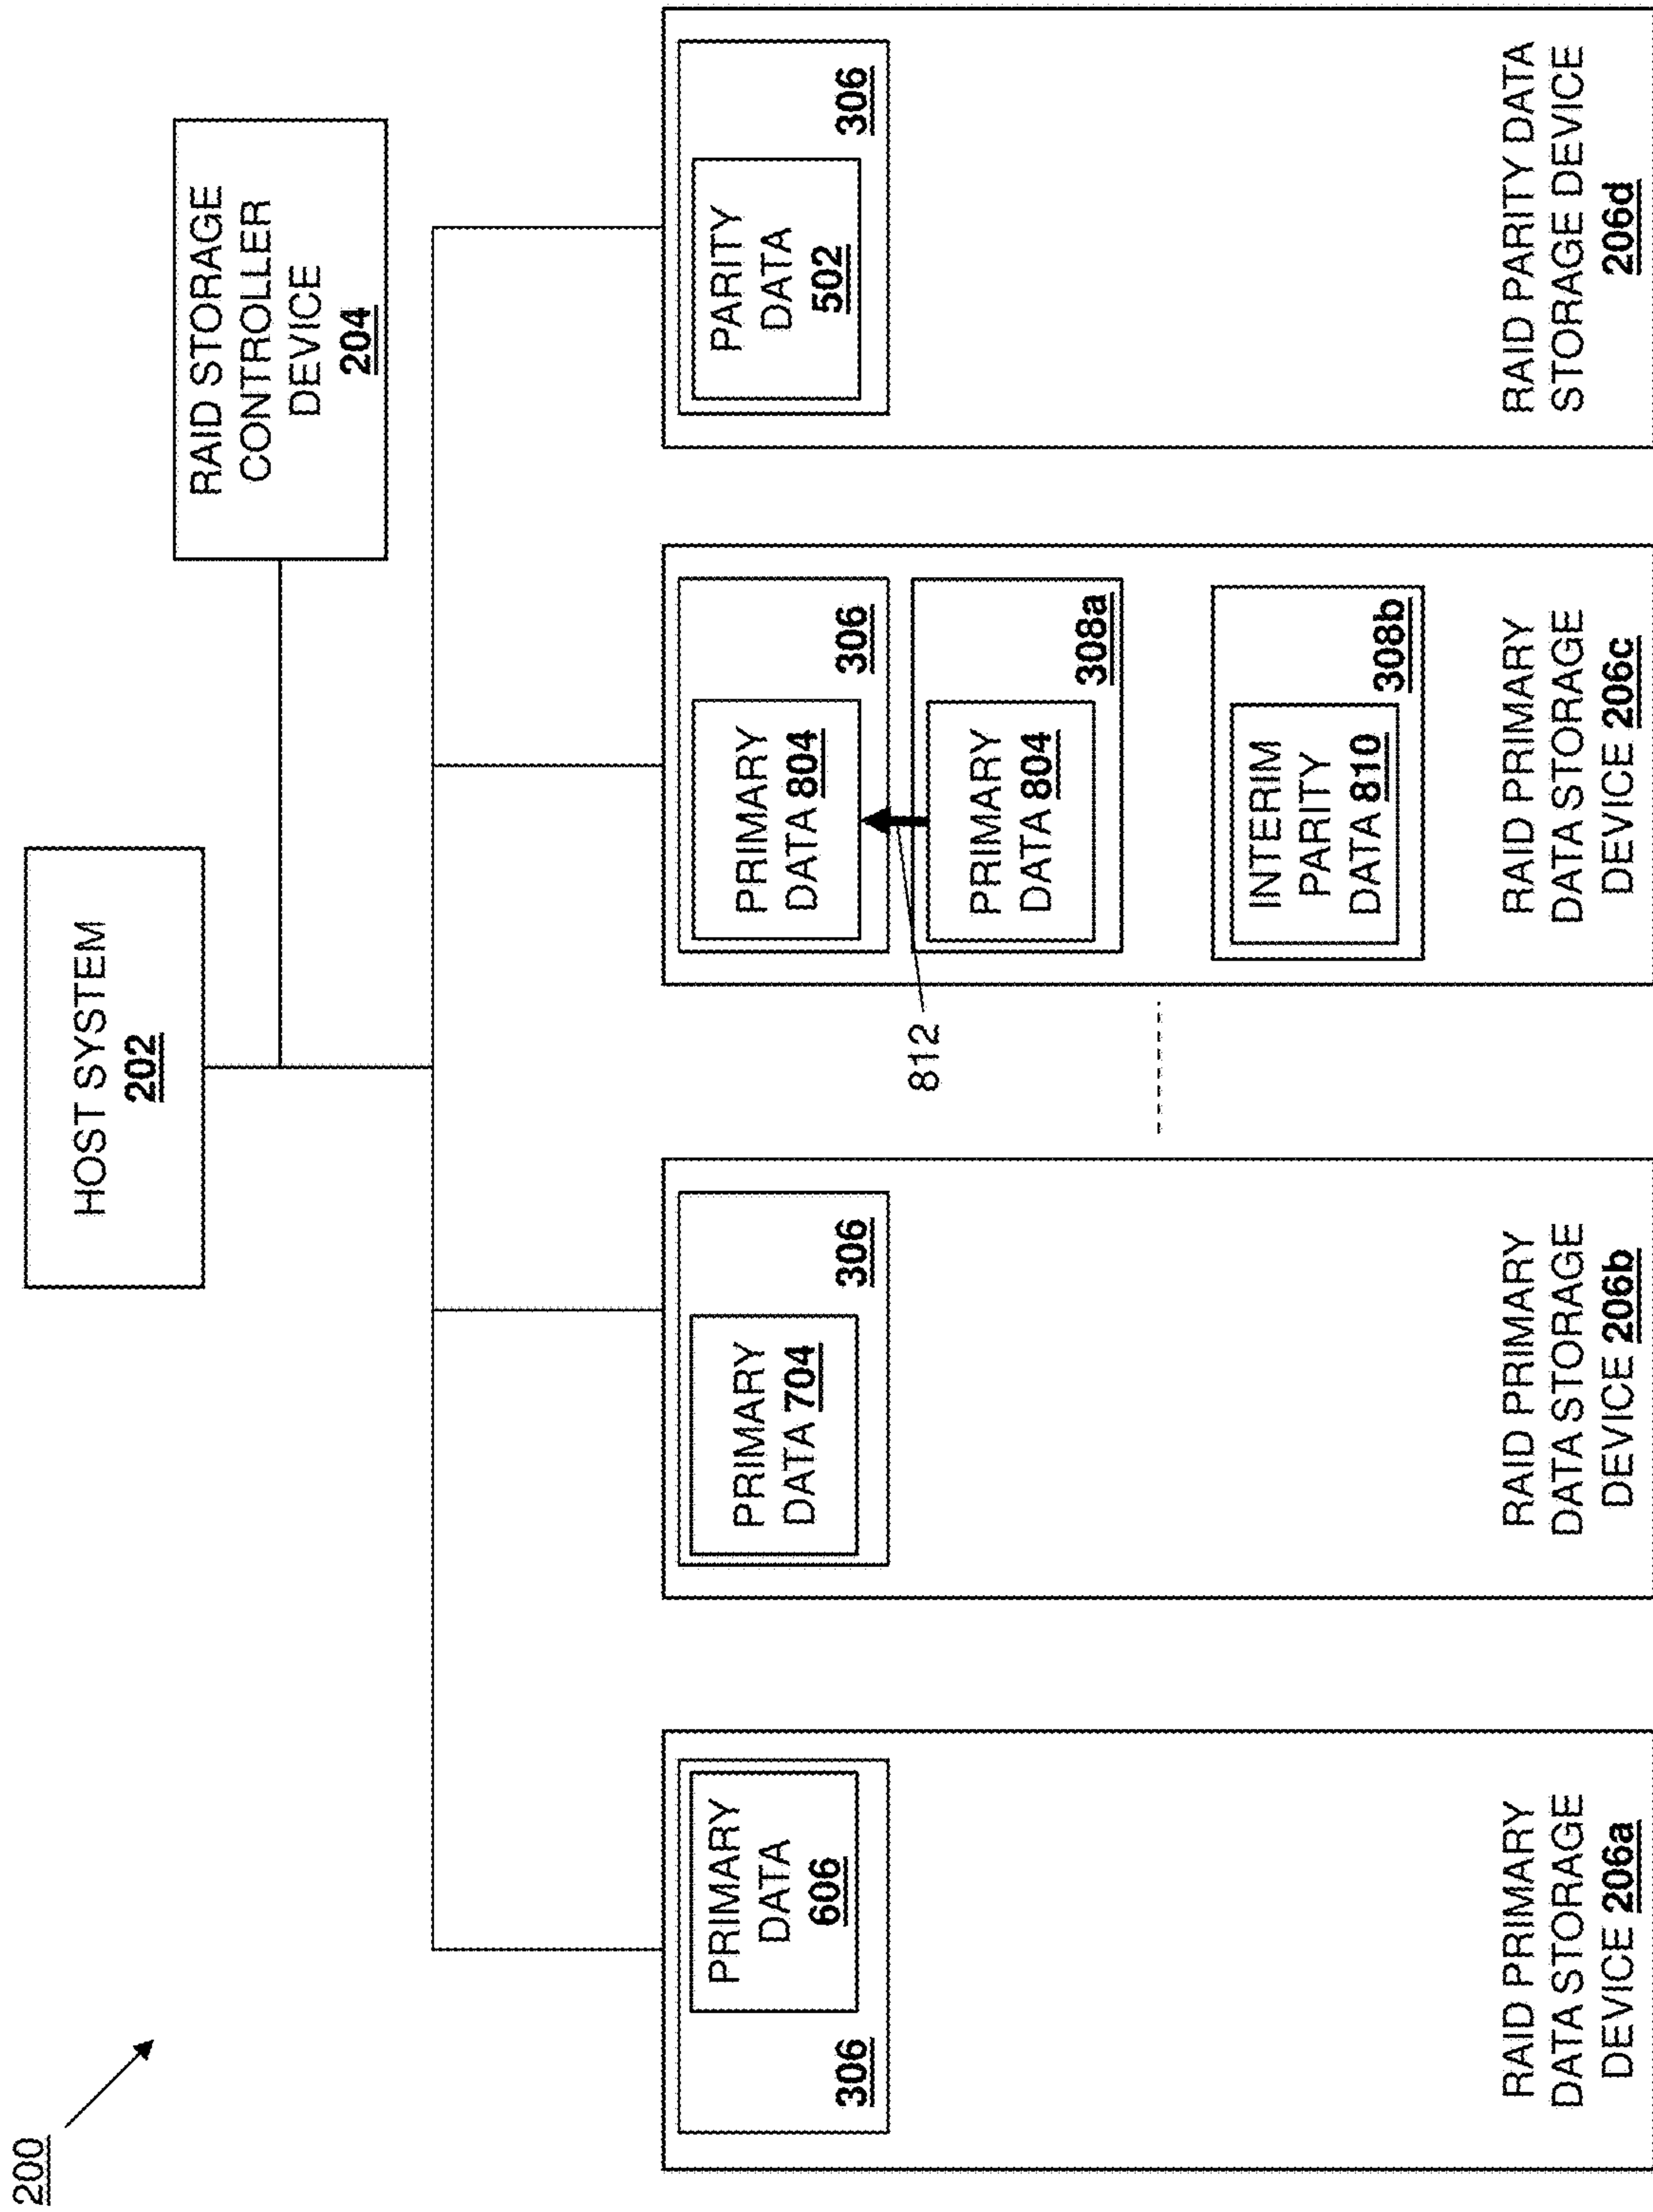 200
HOST SYSTEM
202
RAID STORAGE
CONTROLLER
DEVICE
204
306
PRIMARY
DATA
606
RAID PRIMARY
DATA STORAGE
DEVICE 206a
PRIMARY
DATA 704
306
RAID PRIMARY
DATA STORAGE
DEVICE 206b
812
PRIMARY
DATA 804
306
PRIMARY
DATA 804
308a
INTERIM
PARITY
DATA 810
308b
RAID PRIMARY
DATA STORAGE
DEVICE 206c
PARITY
DATA
502
306
RAID PARITY DATA
STORAGE DEVICE
206d